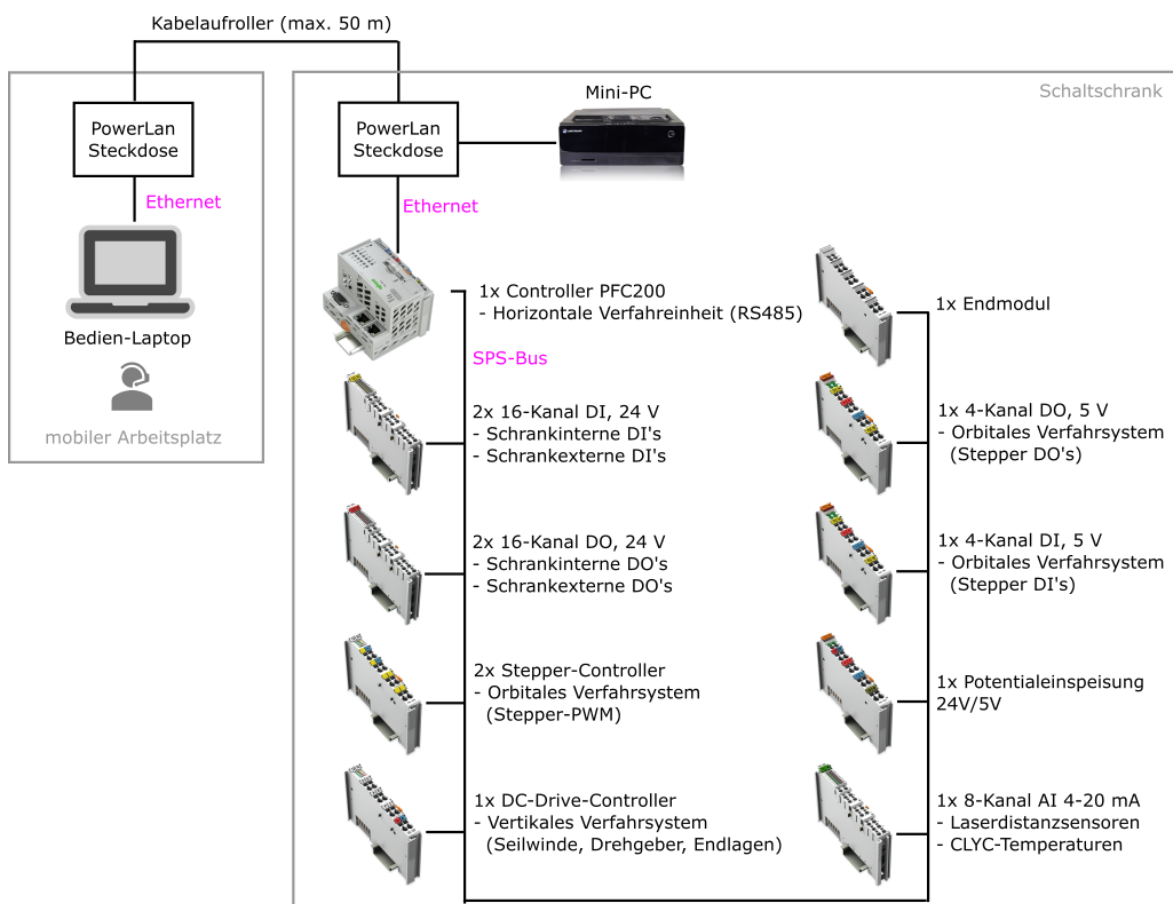 Kabelaufroller (max. 50 m)
PowerLan
Steckdose
Ethernet
Bedien-Laptop
mobiler Arbeitsplatz
Schaltschrank
PowerLan
Steckdose
Mini-PC
Ethernet
1x Controller PFC200
- Horizontale Verfahreinheit (RS485)
SPS-Bus
2x 16-Kanal DI, 24 V
- Schrankinterne DI's
- Schrankexterne DI's
2x 16-Kanal DO, 24 V
- Schrankinterne DO's
- Schrankexterne DO's
2x Stepper-Controller
- Orbitales Verfahrsystem
(Stepper-PWM)
1x DC-Drive-Controller
- Vertikales Verfahrsystem
(Seilwinde, Drehgeber, Endlagen)
1x Endmodul
1x 4-Kanal DO, 5 V
- Orbitales Verfahrsystem
(Stepper DO's)
1x 4-Kanal DI, 5 V
- Orbitales Verfahrsystem
(Stepper DI's)
1x Potentialeinspeisung
24V/5V
1x 8-Kanal AI 4-20 mA
- Laserdistanzsensoren
- CLYC-Temperaturen